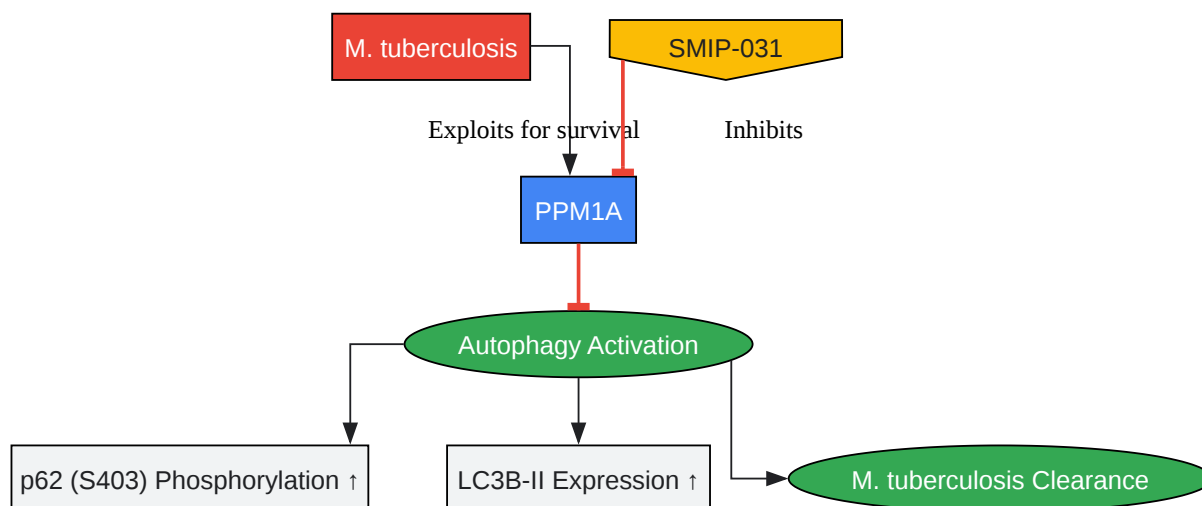 M. tuberculosis
SMIP-031
Exploits for survival
Inhibits
PPM1A
Autophagy Activation
p62 (S403) Phosphorylation ↑
LC3B-II Expression ↑
M. tuberculosis Clearance